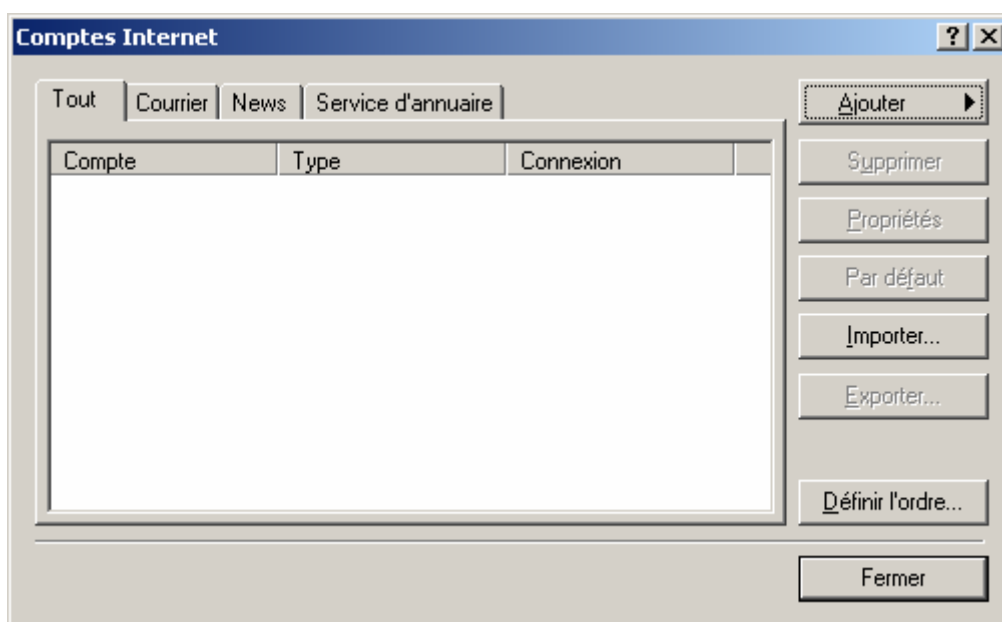 Comptes Internet
Tout Courrier News Service d'annuaire
Compte Type Connexion
Ajouter
Supprimer
Propriétés
Par défaut
Importer...
Exporter...
Définir l'ordre...
Fermer